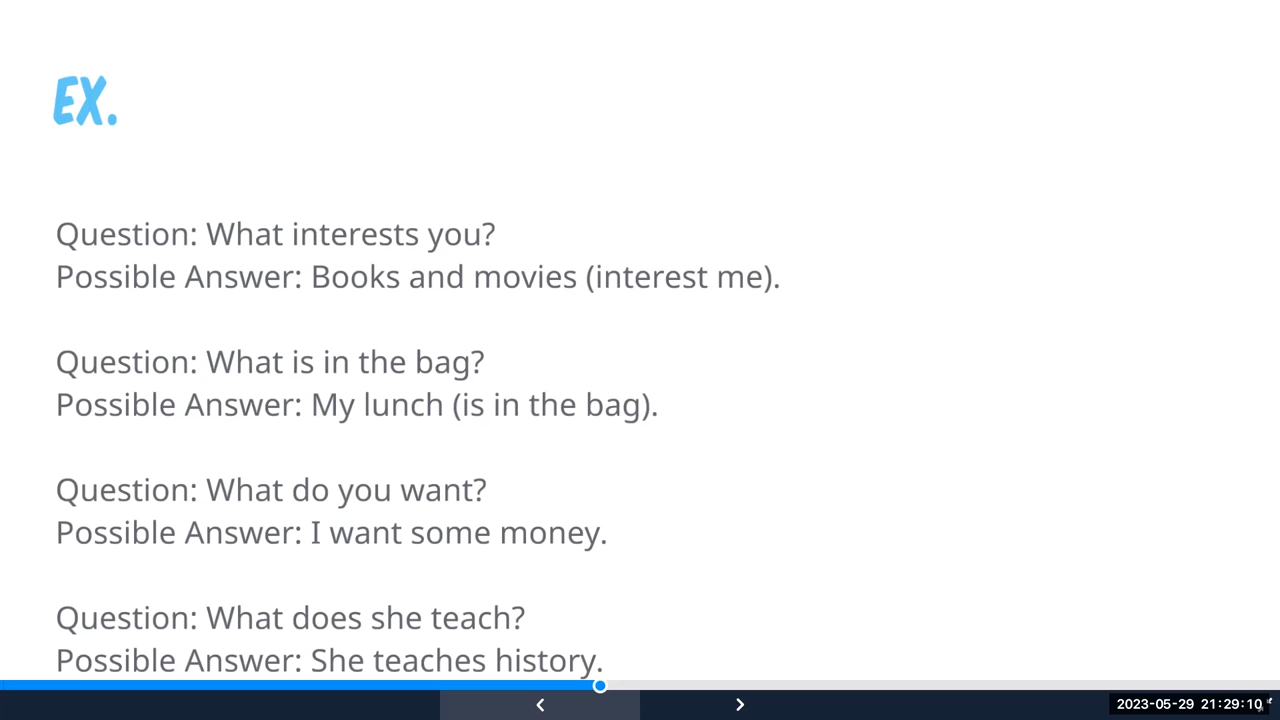 EX.
Question: What interests you?
Possible Answer: Books and movies (interest me).
Question: What is in the bag?
Possible Answer: My lunch (is in the bag).
Question: What do you want?
Possible Answer: I want some money.
Question: What does she teach?
Possible Answer: She teaches history.
2023-05-29 21:29:10